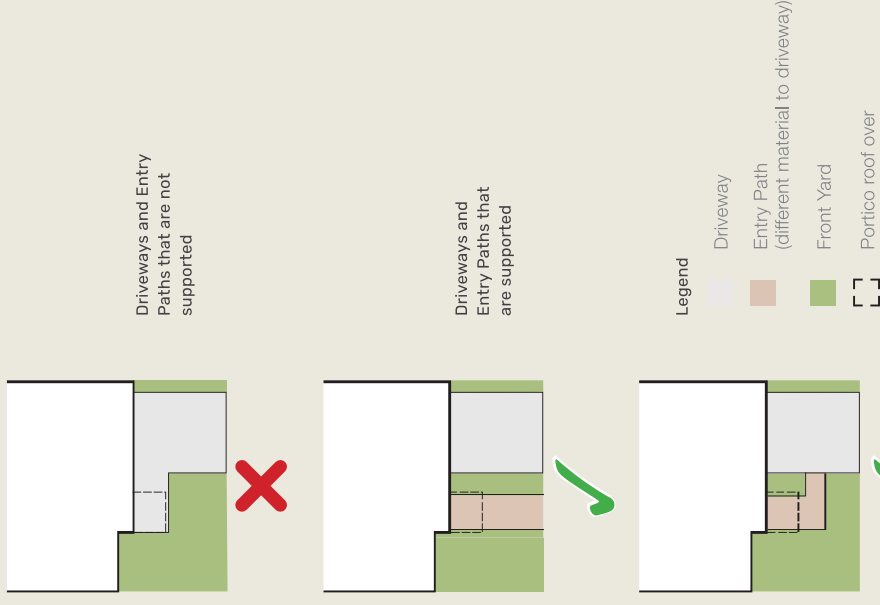 Driveways and Entry
Paths that are not
supported
Driveways and
Entry Paths that
are supported
Legend
Driveway
Entry Path
(different material to driveway)
Front Yard
Portico roof over